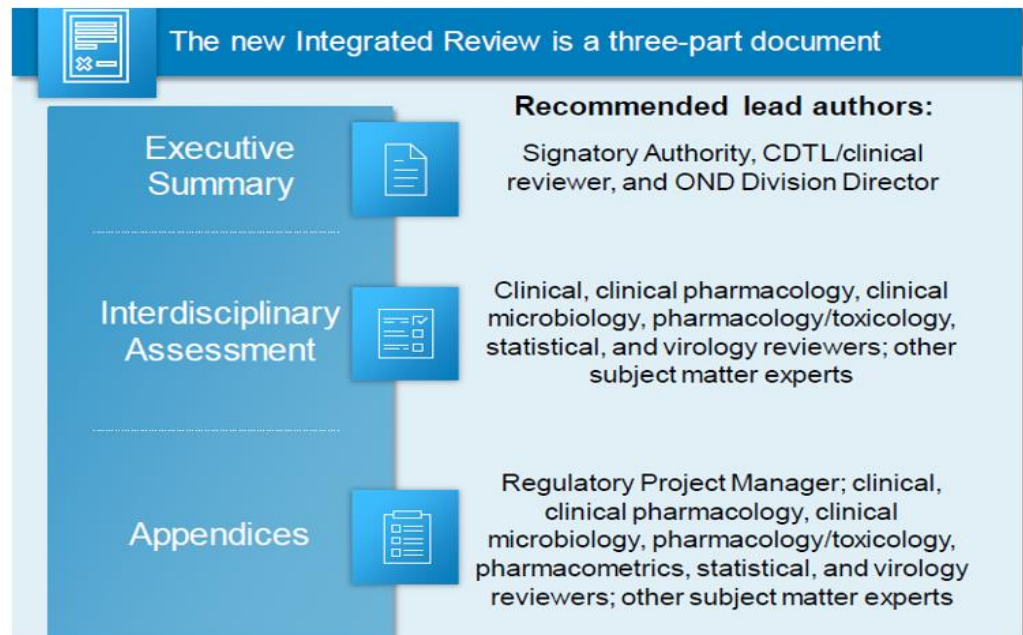 The new Integrated Review is a three-part document
Recommended lead authors:
Executive
Summary
Signatory Authority, CDTL/clinical
reviewer, and OND Division Director
Interdisciplinary
Assessment
Clinical, clinical pharmacology, clinical
microbiology, pharmacology/toxicology,
statistical, and virology reviewers; other
subject matter experts
Appendices
Regulatory Project Manager; clinical,
clinical pharmacology, clinical
microbiology, pharmacology/toxicology,
pharmacometrics, statistical, and virology
reviewers; other subject matter experts